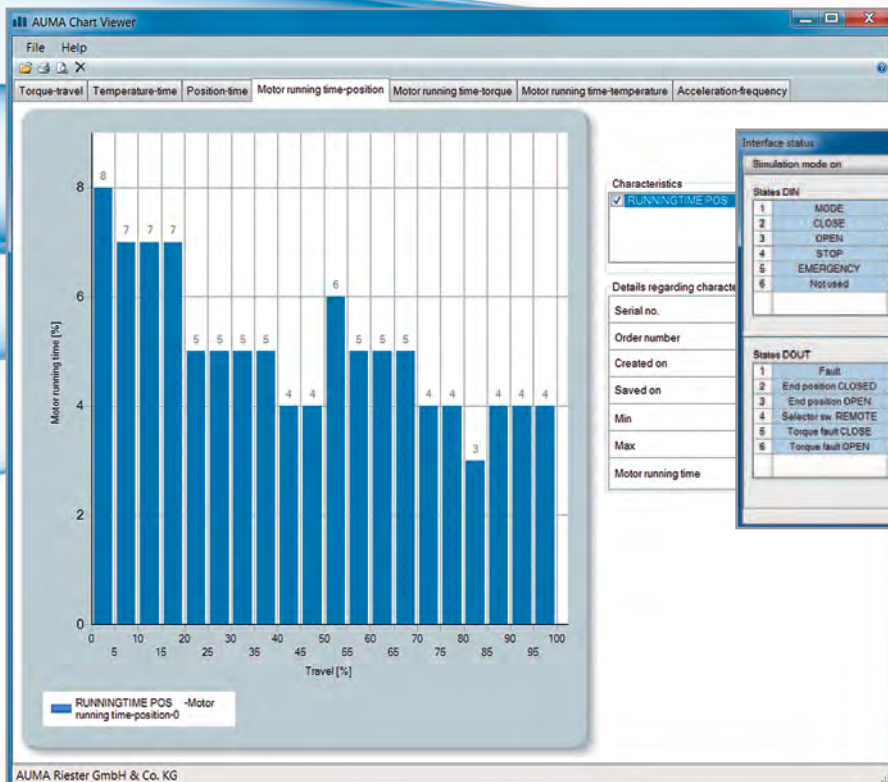 AUMA Chart Viewer
File Help
Torque-travel Temperature-time Position-time Motor running time-position Motor running time-torque Motor running time-temperature Acceleration-frequency
8
6
4
2
0
Motor running time [%]
8 7 7 7 5 5 5 5 4 4 6 5 5 5 4 4 3 4 4 4
0 10 20 30 40 50 60 70 80 90 100
5 15 25 35 45 55 65 75 85 95
Travel [%]
RUNNINGTIME POS -Motor
running time-position-0
Characteristics
RUNNINGTIME POS
Details regarding characte
Serial no.
Order number
Created on
Saved on
Min
Max
Motor running time
Interface status
Simulation mode on
States DIN
1 MODE
2 CLOSE
3 OPEN
4 STOP
5 EMERGENCY
6 Not used
States DOUT
1 Fault
2 End position CLOSED
3 End position OPEN
4 Selector sw. REMOTE
5 Torque fault CLOSE
6 Torque fault OPEN
AUMA Riester GmbH & Co. KG